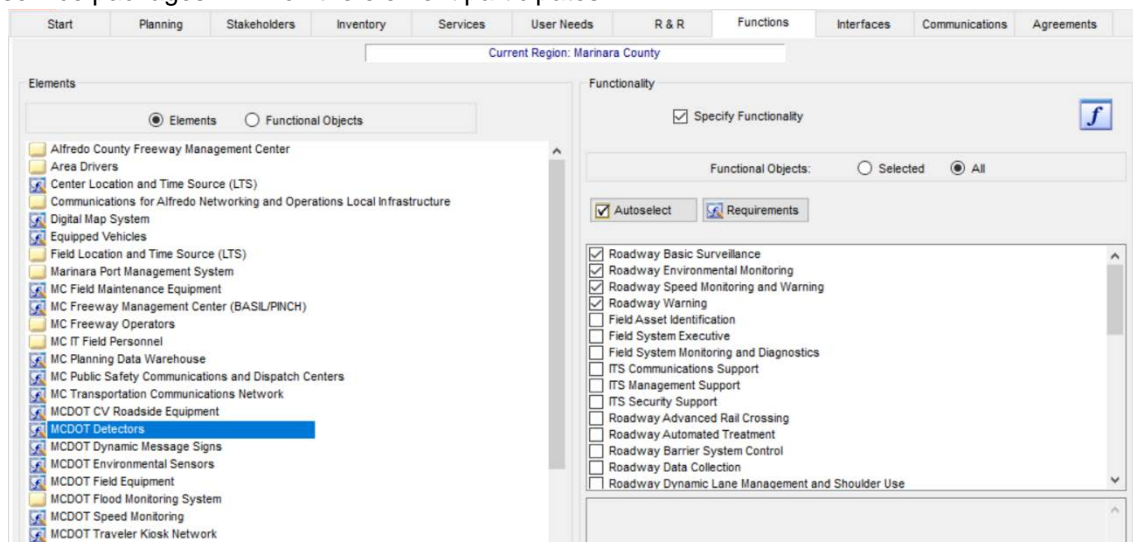 Start Planning Stakeholders Inventory Services User Needs R & R Functions Interfaces Communications Agreements
Current Region: Marinara County
Elements
Elements Functional Objects
Alfredo County Freeway Management Center
Area Drivers
Center Location and Time Source (LTS)
Communications for Alfredo Networking and Operations Local Infrastructure
Digital Map System
Equipped Vehicles
Field Location and Time Source (LTS)
Marinara Port Management System
MC Field Maintenance Equipment
MC Freeway Management Center (BASIL/PINCH)
MC Freeway Operators
MC IT Field Personnel
MC Planning Data Warehouse
MC Public Safety Communications and Dispatch Centers
MC Transportation Communications Network
MCDOT CV Roadside Equipment
MCDOT Detectors
MCDOT Dynamic Message Signs
MCDOT Environmental Sensors
MCDOT Field Equipment
MCDOT Flood Monitoring System
MCDOT Speed Monitoring
MCDOT Traveler Kiosk Network
Functionality
Specify Functionality
f
Functional Objects: Selected All
Autoselect Requirements
Roadway Basic Surveillance
Roadway Environmental Monitoring
Roadway Speed Monitoring and Warning
Roadway Warning
Field Asset Identification
Field System Executive
Field System Monitoring and Diagnostics
ITS Communications Support
ITS Management Support
ITS Security Support
Roadway Advanced Rail Crossing
Roadway Automated Treatment
Roadway Barrier System Control
Roadway Data Collection
Roadway Dynamic Lane Management and Shoulder Use